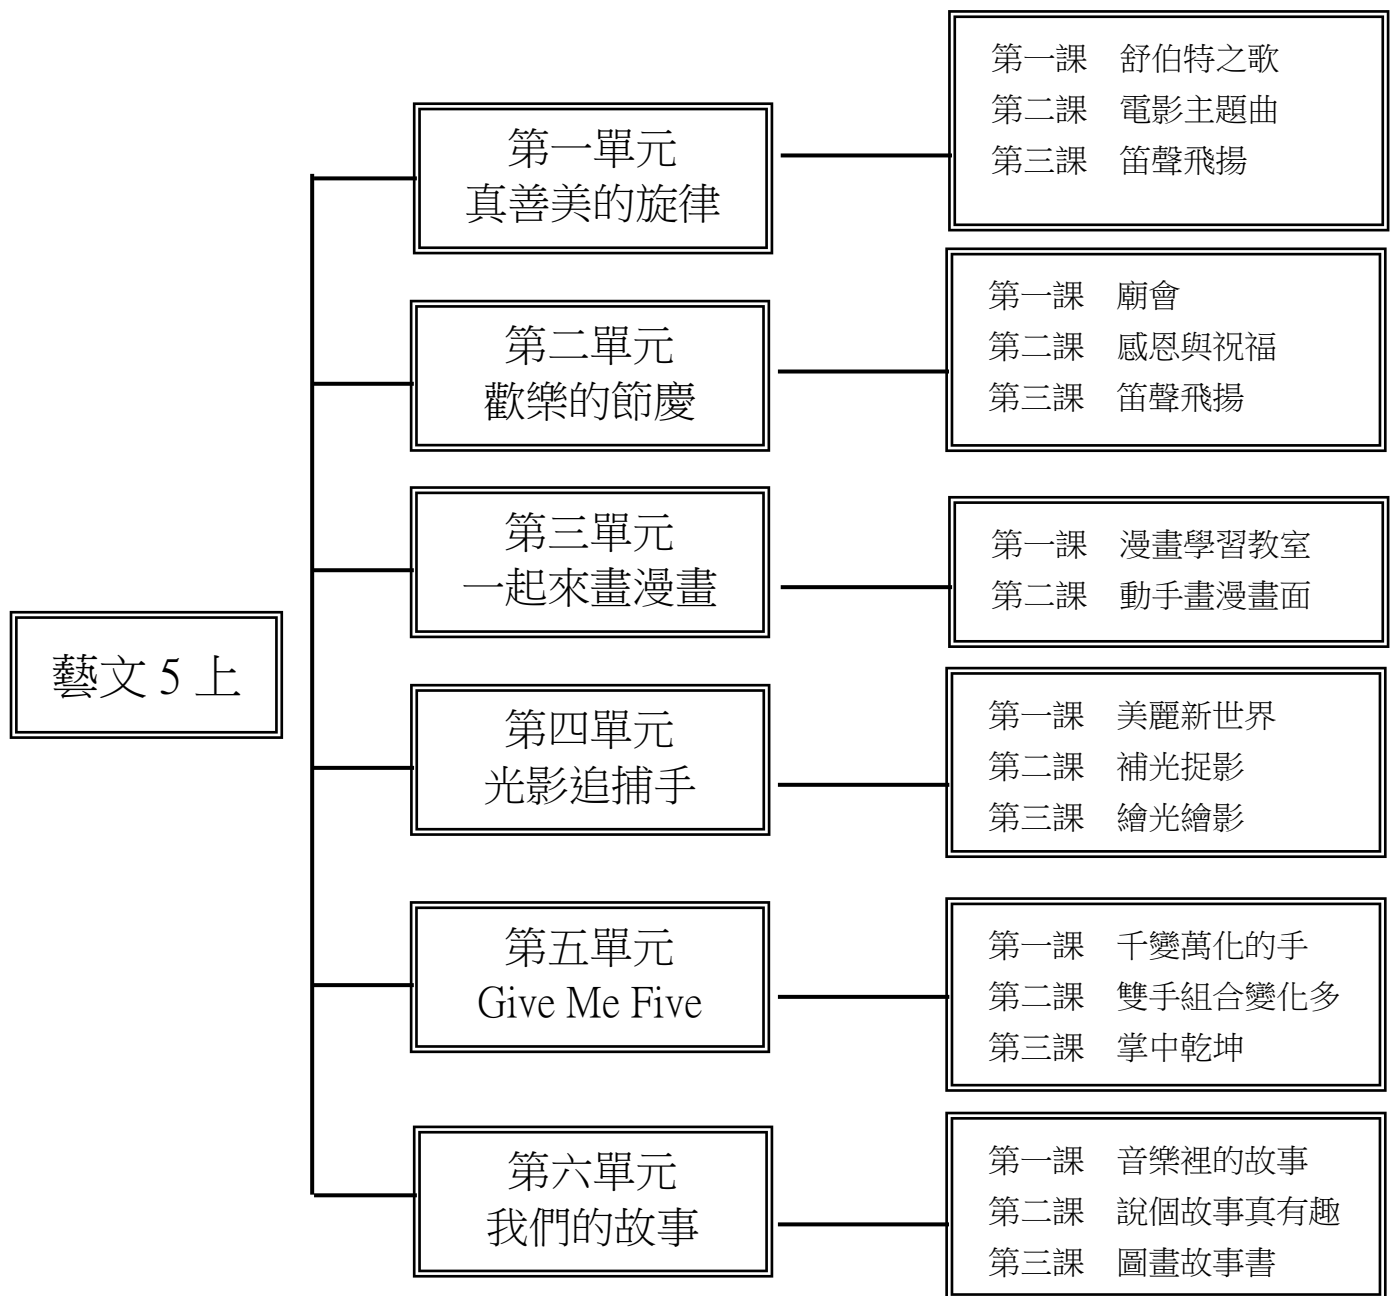 藝文 5 上
第一單元
真善美的旋律
第一課　舒伯特之歌
第二課　電影主題曲
第三課　笛聲飛揚
第二單元
歡樂的節慶
第一課　廟會
第二課　感恩與祝福
第三課　笛聲飛揚
第三單元
一起來畫漫畫
第一課　漫畫學習教室
第二課　動手畫漫畫面
第四單元
光影追捕手
第一課　美麗新世界
第二課　補光捉影
第三課　繪光繪影
第五單元
Give Me Five
第一課　千變萬化的手
第二課　雙手組合變化多
第三課　掌中乾坤
第六單元
我們的故事
第一課　音樂裡的故事
第二課　說個故事真有趣
第三課　圖畫故事書